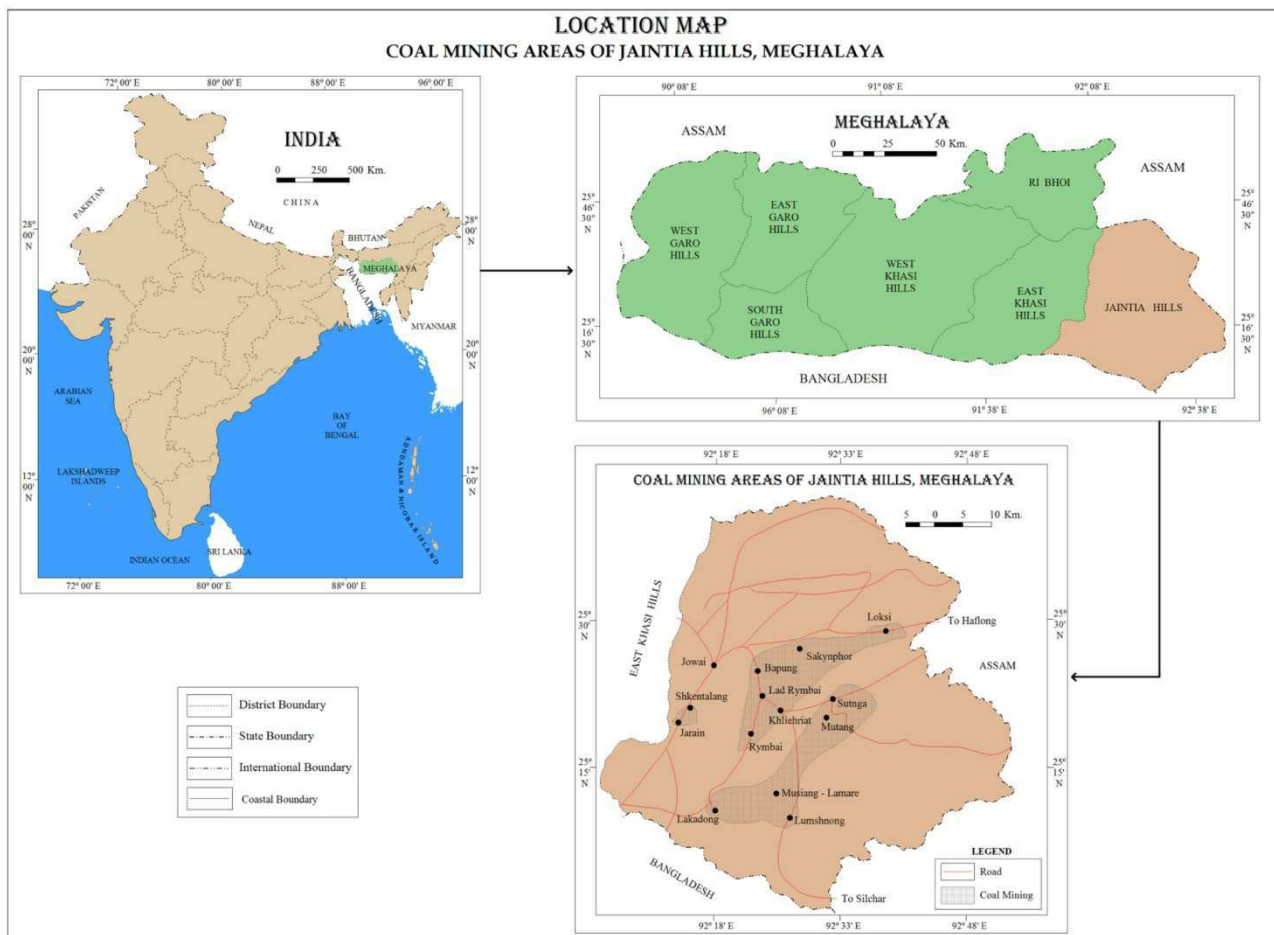 LOCATION MAP
COAL MINING AREAS OF JAINTIA HILLS, MEGHALAYA
72° 00' E
80° 00' E
88° 00' E
96° 00' E
INDIA
0 250 500 Km.
CHINA
PAKISTAN
NEPAL
BHUTAN
MEGHALAYA
BANGLADESH
MYANMAR
28° 00' N
28° 00' N
20° 00' N
20° 00' N
12° 00' N
12° 00' N
ARABIAN
SEA
BAY
OF
BENGAL
LAKSHADWEEP
ISLANDS
ADNDAMAN & NICOBAR ISLAND
SRI LANKA
INDIAN OCEAN
72° 00' E
80° 00' E
88° 00' E
90° 08' E
91° 08' E
92° 08' E
MEGHALAYA
0 25 50 Km.
ASSAM
ASSAM
25° 46' 30" N
25° 46' 30" N
25° 16' 30" N
25° 16' 30" N
RI BHOI
EAST
GARO
HILLS
WEST
GARO
HILLS
WEST
KHASI
HILLS
EAST
KHASI
HILLS
SOUTH
GARO
HILLS
JAINTIA HILLS
BANGLADESH
96° 08' E
91° 38' E
92° 38' E
92° 18' E
92° 33' E
92° 48' E
COAL MINING AREAS OF JAINTIA HILLS, MEGHALAYA
5 0 5 10 Km.
EAST KHASI HILLS
25° 30' N
25° 30' N
25° 15' N
25° 15' N
Loksi
To Haflong
Sakynphor
ASSAM
Jowai
Bapung
Shkentalang
Lad Rymbai
Sutnga
Khliehriat
Mutang
Jarain
Rymbai
Musiang - Lamare
Lakadong
Lumshnong
BANGLADESH
To Silchar
LEGEND
Road
Coal Mining
92° 18' E
92° 33' E
92° 48' E
District Boundary
State Boundary
International Boundary
Coastal Boundary